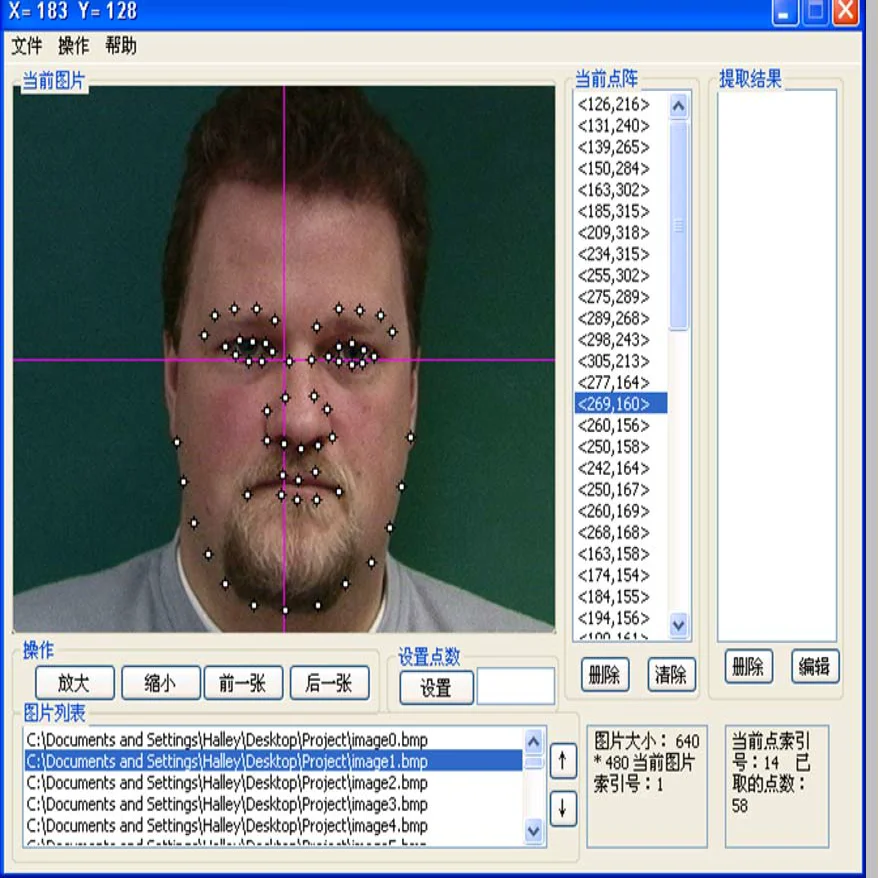 X= 183 Y= 128
文件 操作 帮助
当前图片
当前点阵
<126,216>
<131,240>
<139,265>
<150,284>
<163,302>
<185,315>
<209,318>
<234,315>
<255,302>
<275,289>
<289,268>
<298,243>
<305,213>
<277,164>
<269,160>
<260,156>
<250,158>
<242,164>
<250,167>
<260,169>
<268,168>
<163,158>
<174,154>
<184,155>
<194,156>
提取结果
操作
放大 缩小 前一张 后一张
设置点数
设置
删除 清除
删除 编辑
图片列表
C:\Documents and Settings\Halley\Desktop\Project\image0.bmp
C:\Documents and Settings\Halley\Desktop\Project\image1.bmp
C:\Documents and Settings\Halley\Desktop\Project\image2.bmp
C:\Documents and Settings\Halley\Desktop\Project\image3.bmp
C:\Documents and Settings\Halley\Desktop\Project\image4.bmp
↑
↓
图片大小： 640
* 480 当前图片
索引号：1
当前点索引
号：14 已
取的点数：
58